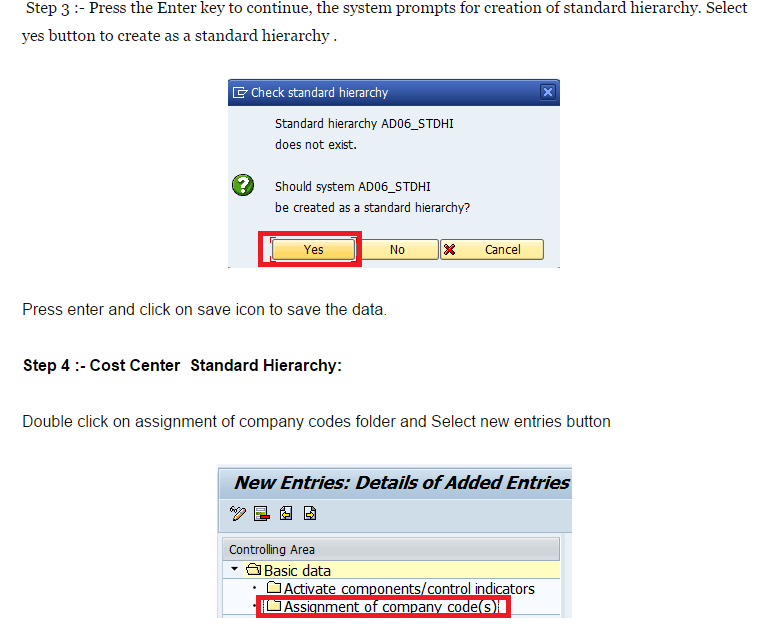 Step 3 :- Press the Enter key to continue, the system prompts for creation of standard hierarchy. Select
yes button to create as a standard hierarchy .
Check standard hierarchy
Standard hierarchy AD06_STDHI
does not exist.
Should system AD06_STDHI
be created as a standard hierarchy?
Yes No Cancel
Press enter and click on save icon to save the data.
Step 4 :- Cost Center  Standard Hierarchy:
Double click on assignment of company codes folder and Select new entries button
New Entries: Details of Added Entries
Controlling Area
Basic data
Activate components/control indicators
Assignment of company code(s)